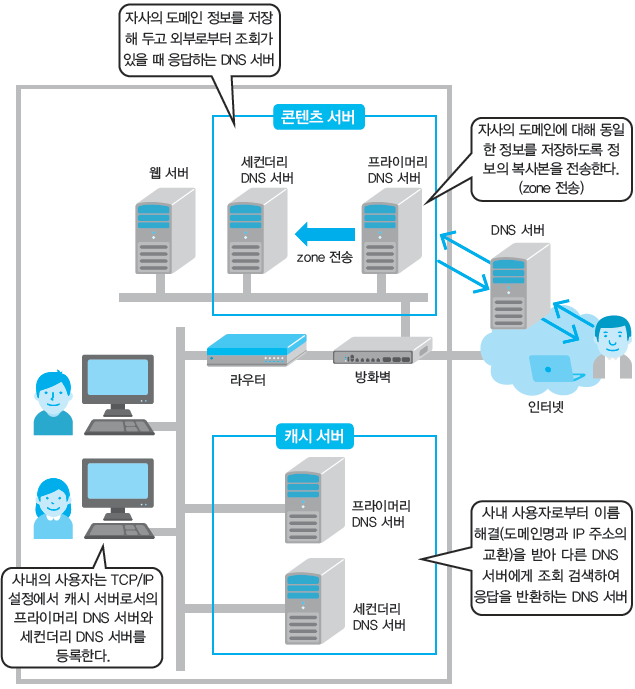 자사의 도메인 정보를 저장
해 두고 외부로부터 조회가
있을 때 응답하는 DNS 서버
콘텐츠 서버
자사의 도메인에 대해 동일
한 정보를 저장하도록 정
보의 복사본을 전송한다.
(zone 전송)
웹 서버
세컨더리
DNS 서버
프라이머리
DNS 서버
zone 전송
DNS 서버
라우터
방화벽
인터넷
캐시 서버
프라이머리
DNS 서버
세컨더리
DNS 서버
사내 사용자로부터 이름
해결(도메인명과 IP 주소의
교환)을 받아 다른 DNS
서버에게 조회 검색하여
응답을 반환하는 DNS 서버
사내의 사용자는 TCP/IP
설정에서 캐시 서버로서의
프라이머리 DNS 서버와
세컨더리 DNS 서버를
등록한다.